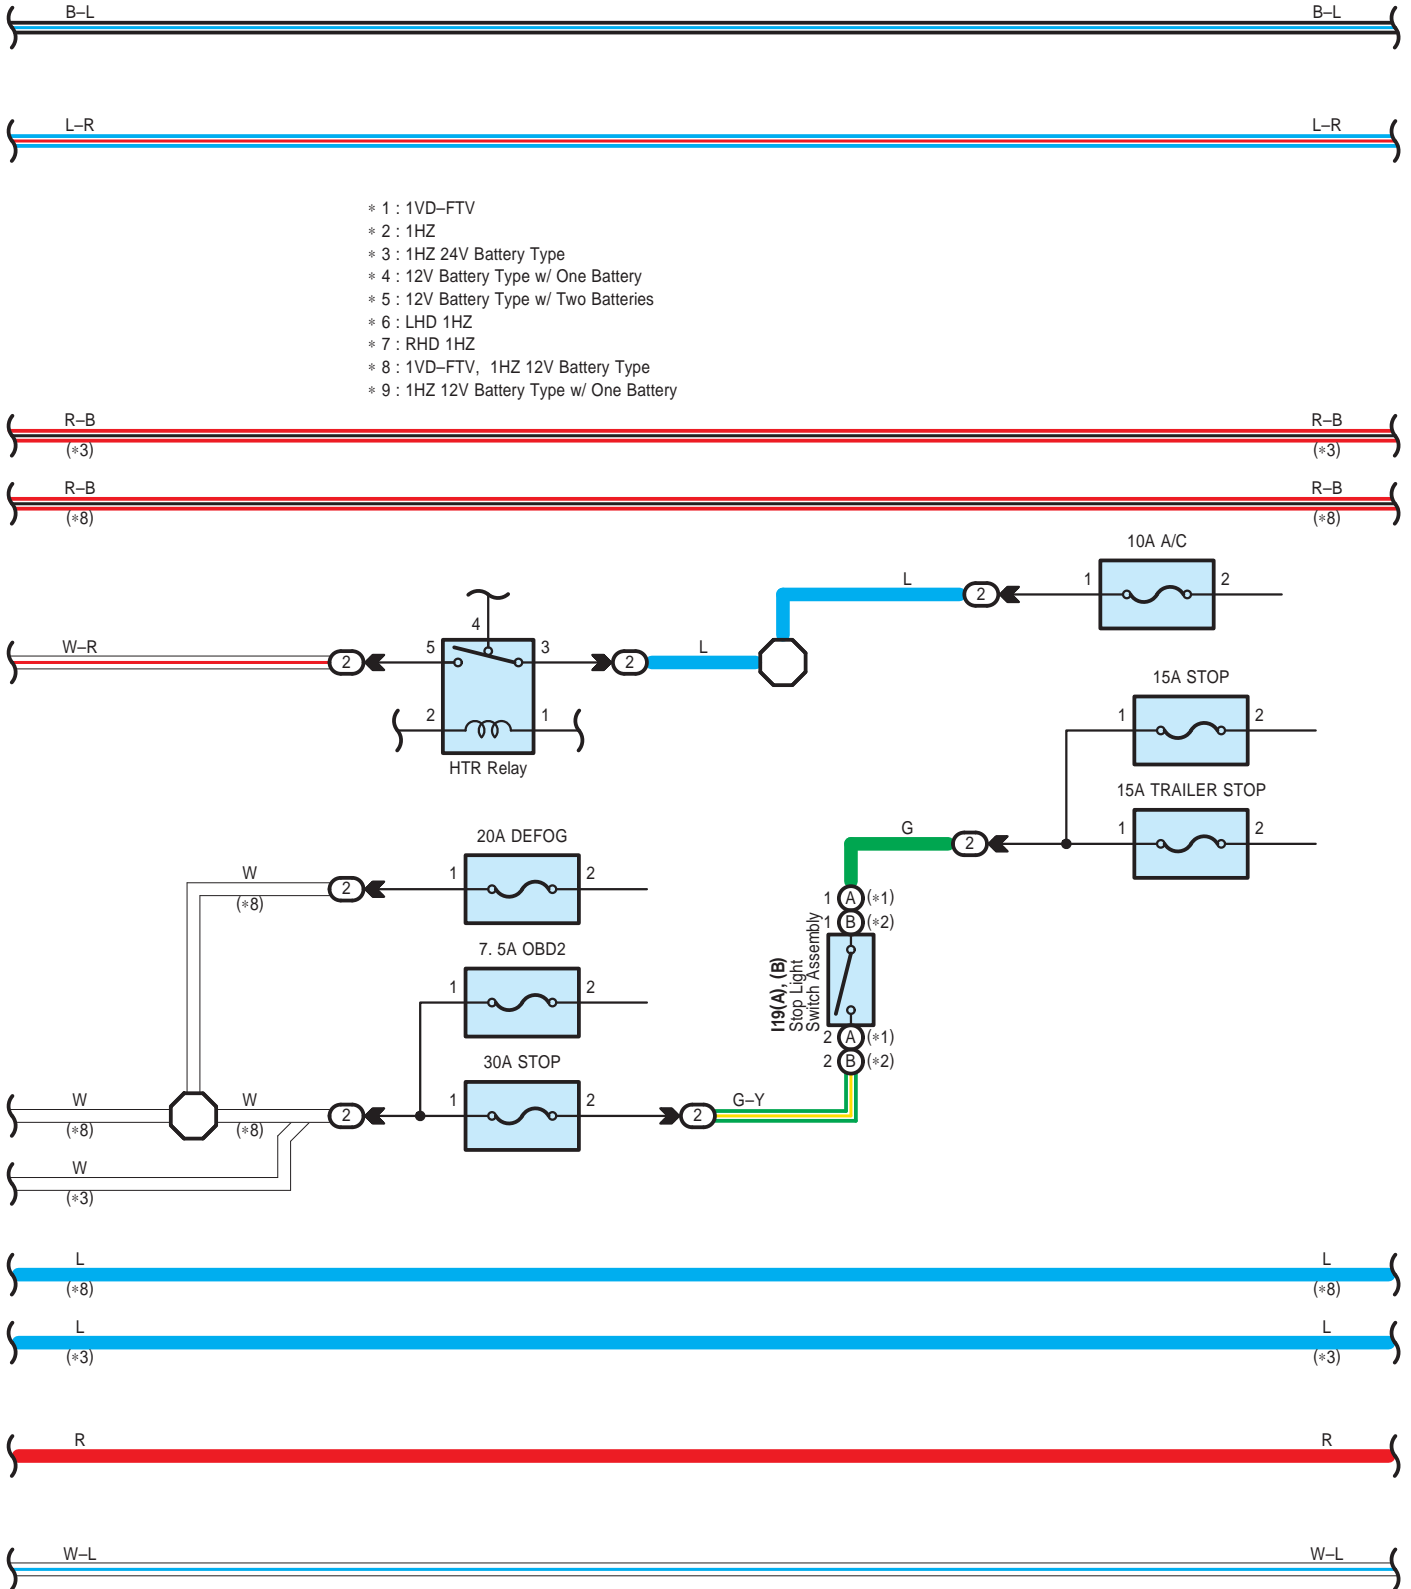 B–L B–L
L–R L–R
* 1 : 1VD–FTV
* 2 : 1HZ
* 3 : 1HZ 24V Battery Type
* 4 : 12V Battery Type w/ One Battery
* 5 : 12V Battery Type w/ Two Batteries
* 6 : LHD 1HZ
* 7 : RHD 1HZ
* 8 : 1VD–FTV, 1HZ 12V Battery Type
* 9 : 1HZ 12V Battery Type w/ One Battery
R–B R–B
(*3) (*3)
R–B R–B
(*8) (*8)
10A A/C
L 2 1 2
4
W–R 2 5 3 2 L
2 1
HTR Relay
15A STOP
1 2
15A TRAILER STOP
G 2 1 2
20A DEFOG
W 2 1 2
(*8)
1 A (*1)
1 B (*2)
I19(A), (B)
Stop Light
Switch Assembly
2 A (*1)
2 B (*2)
7. 5A OBD2
1 2
30A STOP
W W 2 1 2 2 G–Y
(*8) (*8)
W
(*3)
L L
(*8) (*8)
L L
(*3) (*3)
R R
W–L W–L